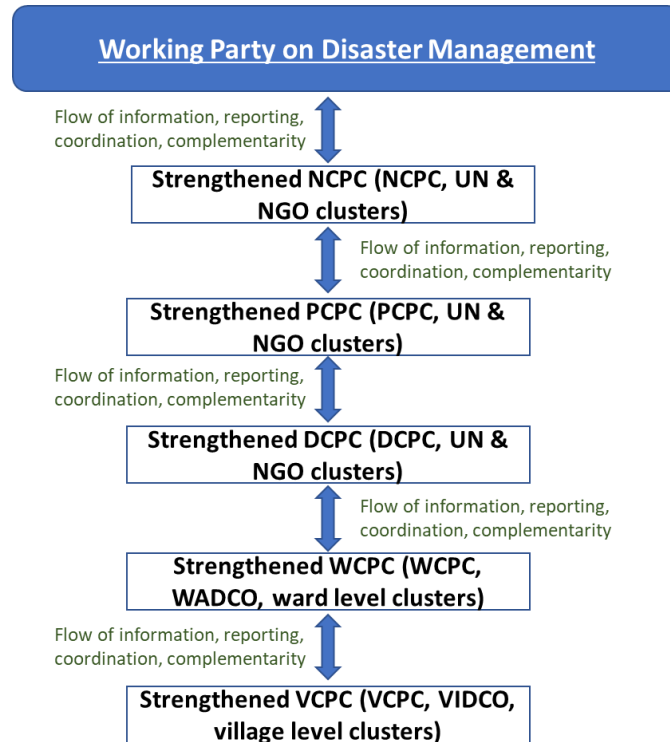 Working Party on Disaster Management
Flow of information, reporting,
coordination, complementarity
Strengthened NCPC (NCPC, UN &
NGO clusters)
Flow of information, reporting,
coordination, complementarity
Strengthened PCPC (PCPC, UN &
NGO clusters)
Flow of information, reporting,
coordination, complementarity
Strengthened DCPC (DCPC, UN &
NGO clusters)
Flow of information, reporting,
coordination, complementarity
Strengthened WCPC (WCPC,
WADCO, ward level clusters)
Flow of information, reporting,
coordination, complementarity
Strengthened VCPC (VCPC, VIDCO,
village level clusters)